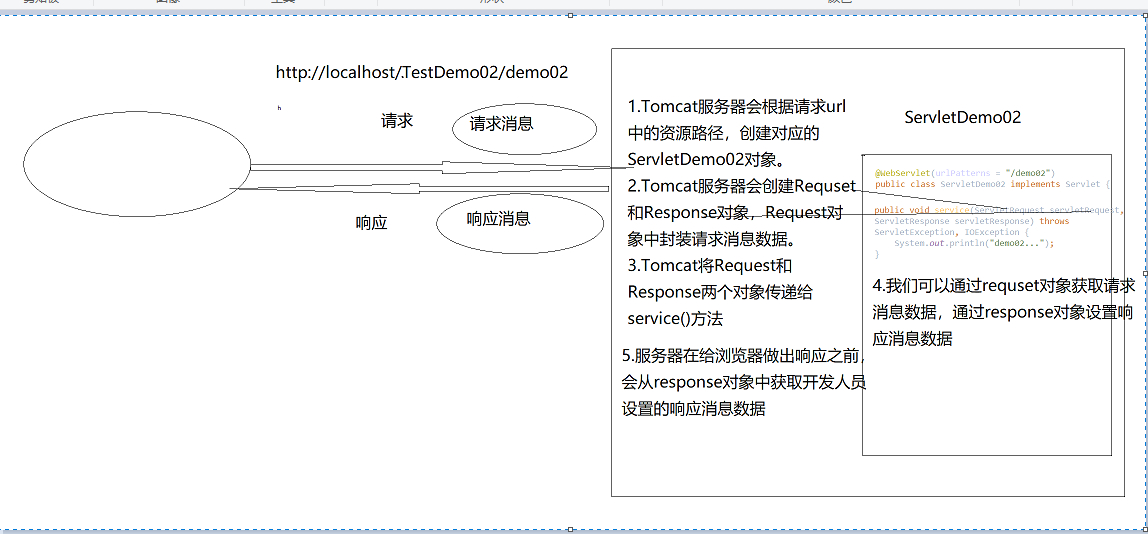 http://localhost/.TestDemo02/demo02
请求
请求消息
响应
响应消息
1.Tomcat服务器会根据请求url
中的资源路径，创建对应的
ServletDemo02对象。
2.Tomcat服务器会创建Requset
和Response对象，Request对
象中封装请求消息数据。
3.Tomcat将Request和
Response两个对象传递给
service()方法
5.服务器在给浏览器做出响应之前，
会从response对象中获取开发人员
设置的响应消息数据
ServletDemo02
@WebServlet(urlPatterns = "/demo02")
public class ServletDemo02 implements Servlet {
public void service(ServletRequest servletRequest,
ServletResponse servletResponse) throws
ServletException, IOException {
System.out.println("demo02...");
}
4.我们可以通过requset对象获取请求
消息数据，通过response对象设置响
应消息数据